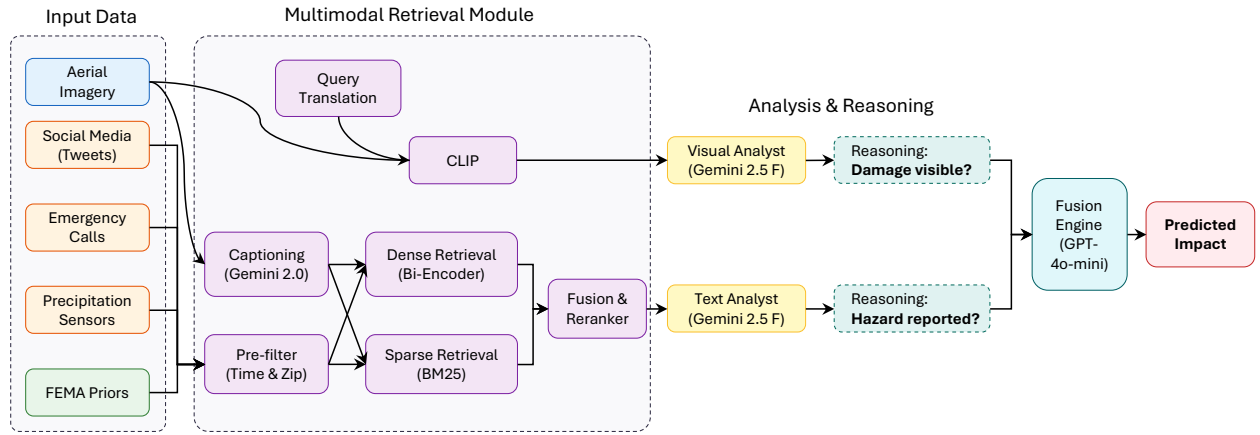 Input Data
Multimodal Retrieval Module
Aerial
Imagery
Social Media
(Tweets)
Emergency
Calls
Precipitation
Sensors
FEMA Priors
Query
Translation
CLIP
Captioning
(Gemini 2.0)
Pre-filter
(Time & Zip)
Dense Retrieval
(Bi-Encoder)
Sparse Retrieval
(BM25)
Fusion &
Reranker
Analysis & Reasoning
Visual Analyst
(Gemini 2.5 F)
Reasoning:
Damage visible?
Text Analyst
(Gemini 2.5 F)
Reasoning:
Hazard reported?
Fusion
Engine
(GPT-
4o-mini)
Predicted
Impact